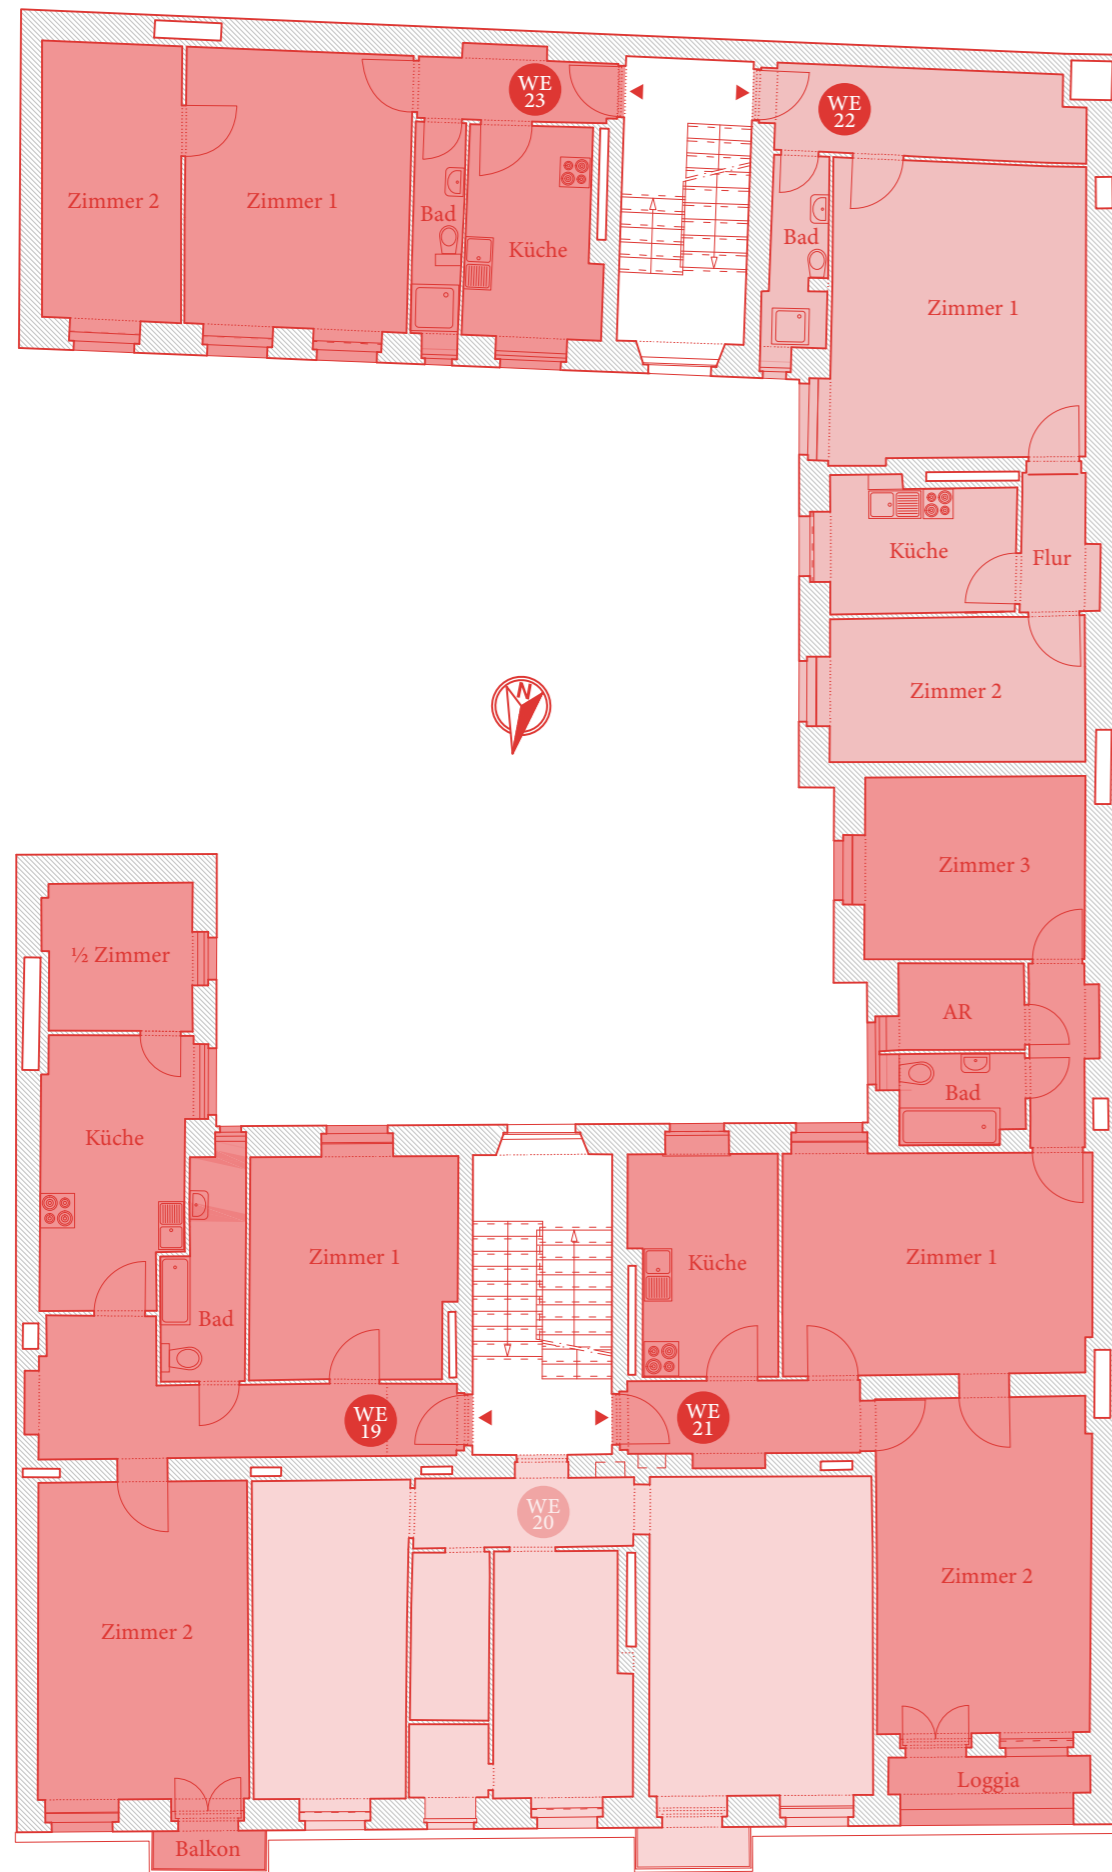 WE
23
WE
22
Zimmer 2
Zimmer 1
Bad
Küche
Bad
Zimmer 1
Küche
Flur
N
Zimmer 2
Zimmer 3
½ Zimmer
AR
Bad
Küche
Zimmer 1
Küche
Zimmer 1
Bad
WE
19
WE
21
WE
20
Zimmer 2
Zimmer 2
Loggia
Balkon